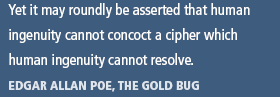 Yet it may roundly be asserted that human
ingenuity cannot concoct a cipher which
human ingenuity cannot resolve.
EDGAR ALLAN POE, THE GOLD BUG